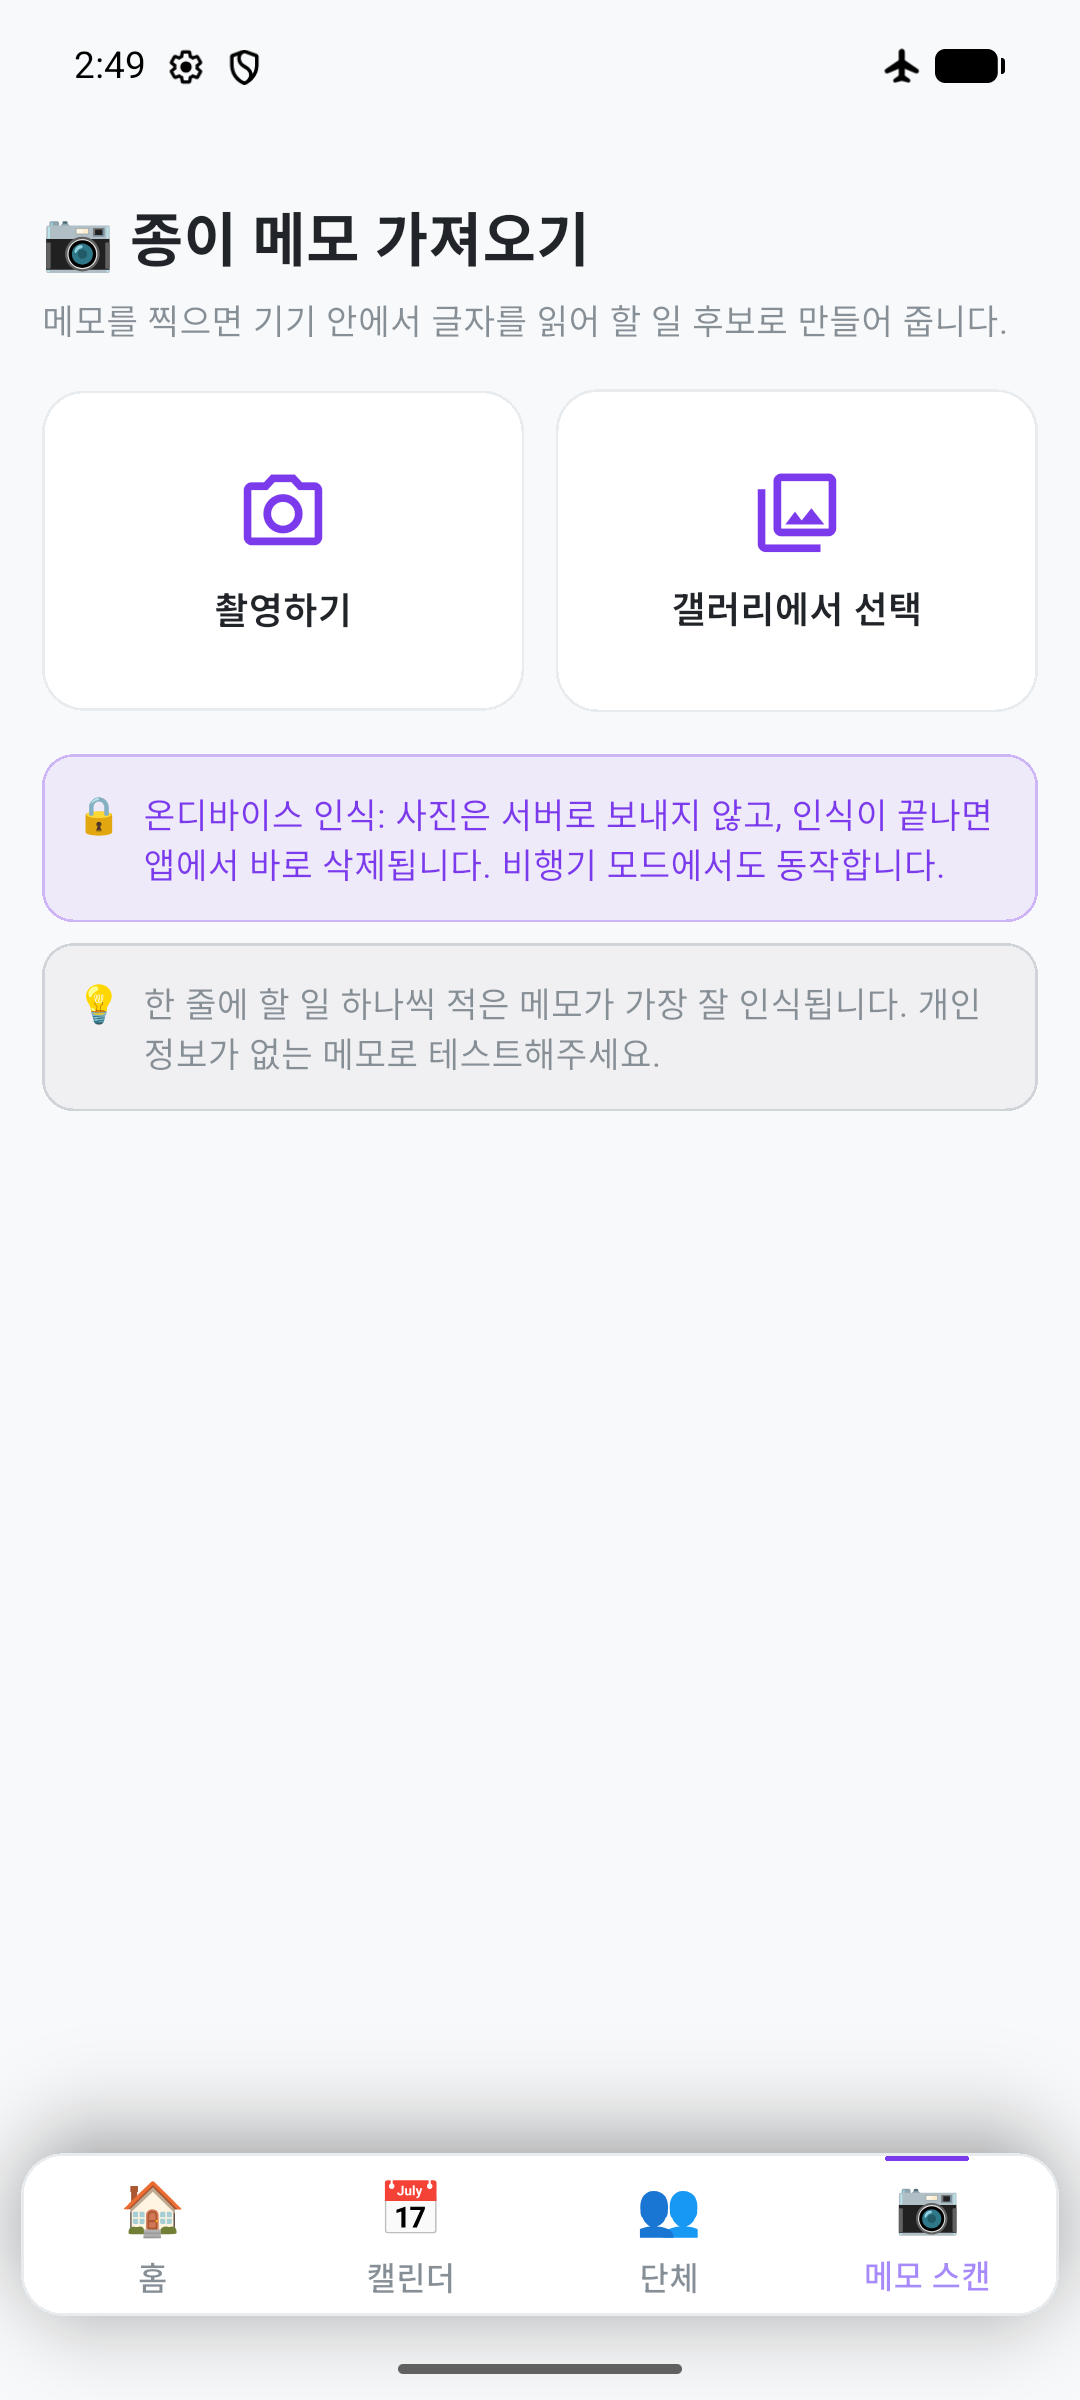 2:49
종이 메모 가져오기
메모를 찍으면 기기 안에서 글자를 읽어 할 일 후보로 만들어 줍니다.
촬영하기
갤러리에서 선택
온디바이스 인식: 사진은 서버로 보내지 않고, 인식이 끝나면
앱에서 바로 삭제됩니다. 비행기 모드에서도 동작합니다.
한 줄에 할 일 하나씩 적은 메모가 가장 잘 인식됩니다. 개인
정보가 없는 메모로 테스트해주세요.
July
17
홈
캘린더
단체
메모 스캔